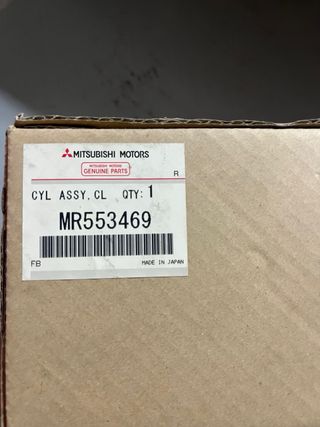 MITSUBISHI MOTORS
MITSUBISHI MOTORS
GENUINE PARTS
R
CYL ASSY,CL QTY:1
MR553469
FB MADE IN JAPAN